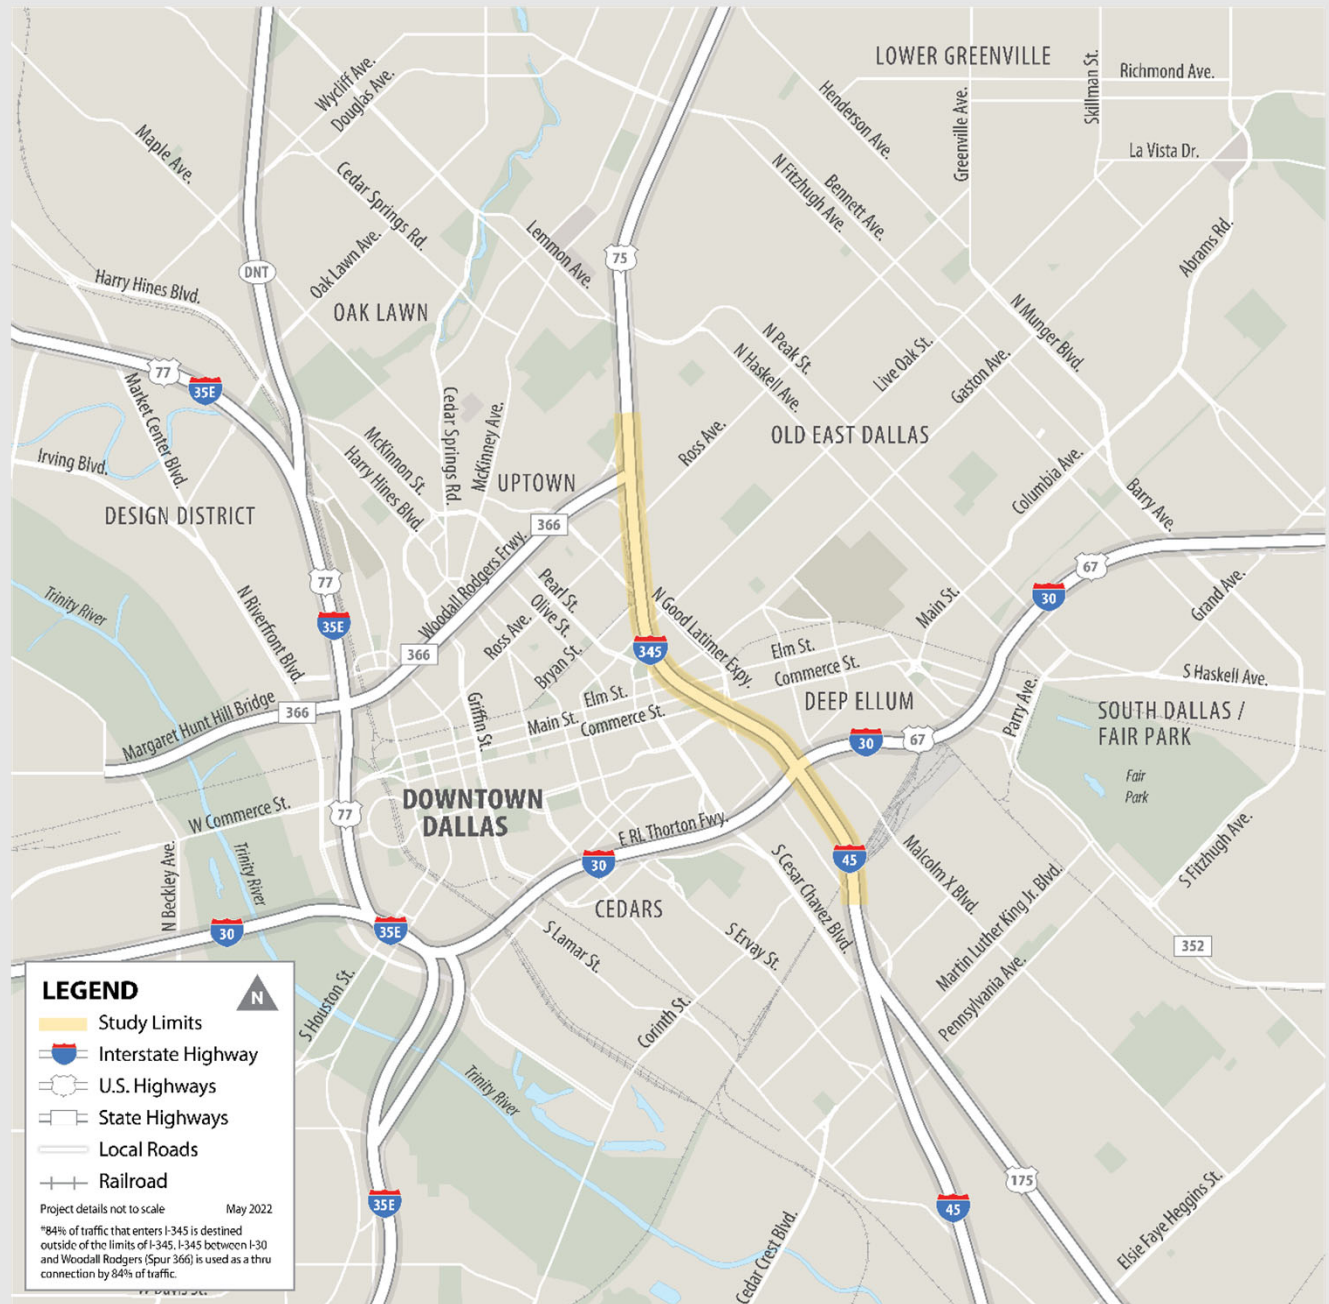 LOWER GREENVILLE
Wycliff Ave.
Douglas Ave.
Skillman St.
Richmond Ave.
Henderson Ave.
Greenville Ave.
Maple Ave.
La Vista Dr.
Cedar Springs Rd.
N Fitzhugh Ave.
Bennett Ave.
Abrams Rd.
Oak Lawn Ave.
Lemmon Ave.
75
DNT
Harry Hines Blvd.
OAK LAWN
N Munger Blvd.
N Peak St.
N Haskell Ave.
Live Oak St.
Gaston Ave.
77
35E
Market Center Blvd.
Cedar Springs Rd.
McKinney Ave.
Ross Ave.
OLD EAST DALLAS
McKinnon St.
Harry Hines Blvd.
Irving Blvd.
UPTOWN
Columbia Ave.
Barry Ave.
DESIGN DISTRICT
366
Woodall Rodgers Frwy.
67
30
77
Trinity River
N Riverfront Blvd.
Pearl St.
Olive St.
Ross Ave.
Bryan St.
N Good Latimer Expy.
Main St.
Grand Ave.
35E
366
345
Elm St.
Commerce St.
S Haskell Ave.
Margaret Hunt Hill Bridge
366
Griffin St.
Elm St.
Main St.
Commerce St.
DEEP ELLUM
Parry Ave.
SOUTH DALLAS /
FAIR PARK
30
67
Fair
Park
77
W Commerce St.
DOWNTOWN
DALLAS
E RL Thorton Fwy.
30
45
S Cesar Chavez Blvd.
Malcolm X Blvd.
S Fitzhugh Ave.
N Beckley Ave.
Trinity River
CEDARS
30
35E
S Lamar St.
S Ervay St.
Martin Luther King Jr. Blvd.
Pennsylvania Ave.
352
S Houston St.
Corinth St.
Trinity River
175
35E
45
Cedar Crest Blvd.
Elsie Faye Heggins St.
LEGEND
N
Study Limits
Interstate Highway
U.S. Highways
State Highways
Local Roads
Railroad
Project details not to scale May 2022
*84% of traffic that enters I-345 is destined
outside of the limits of I-345. I-345 between I-30
and Woodall Rodgers (Spur 366) is used as a thru
connection by 84% of traffic.